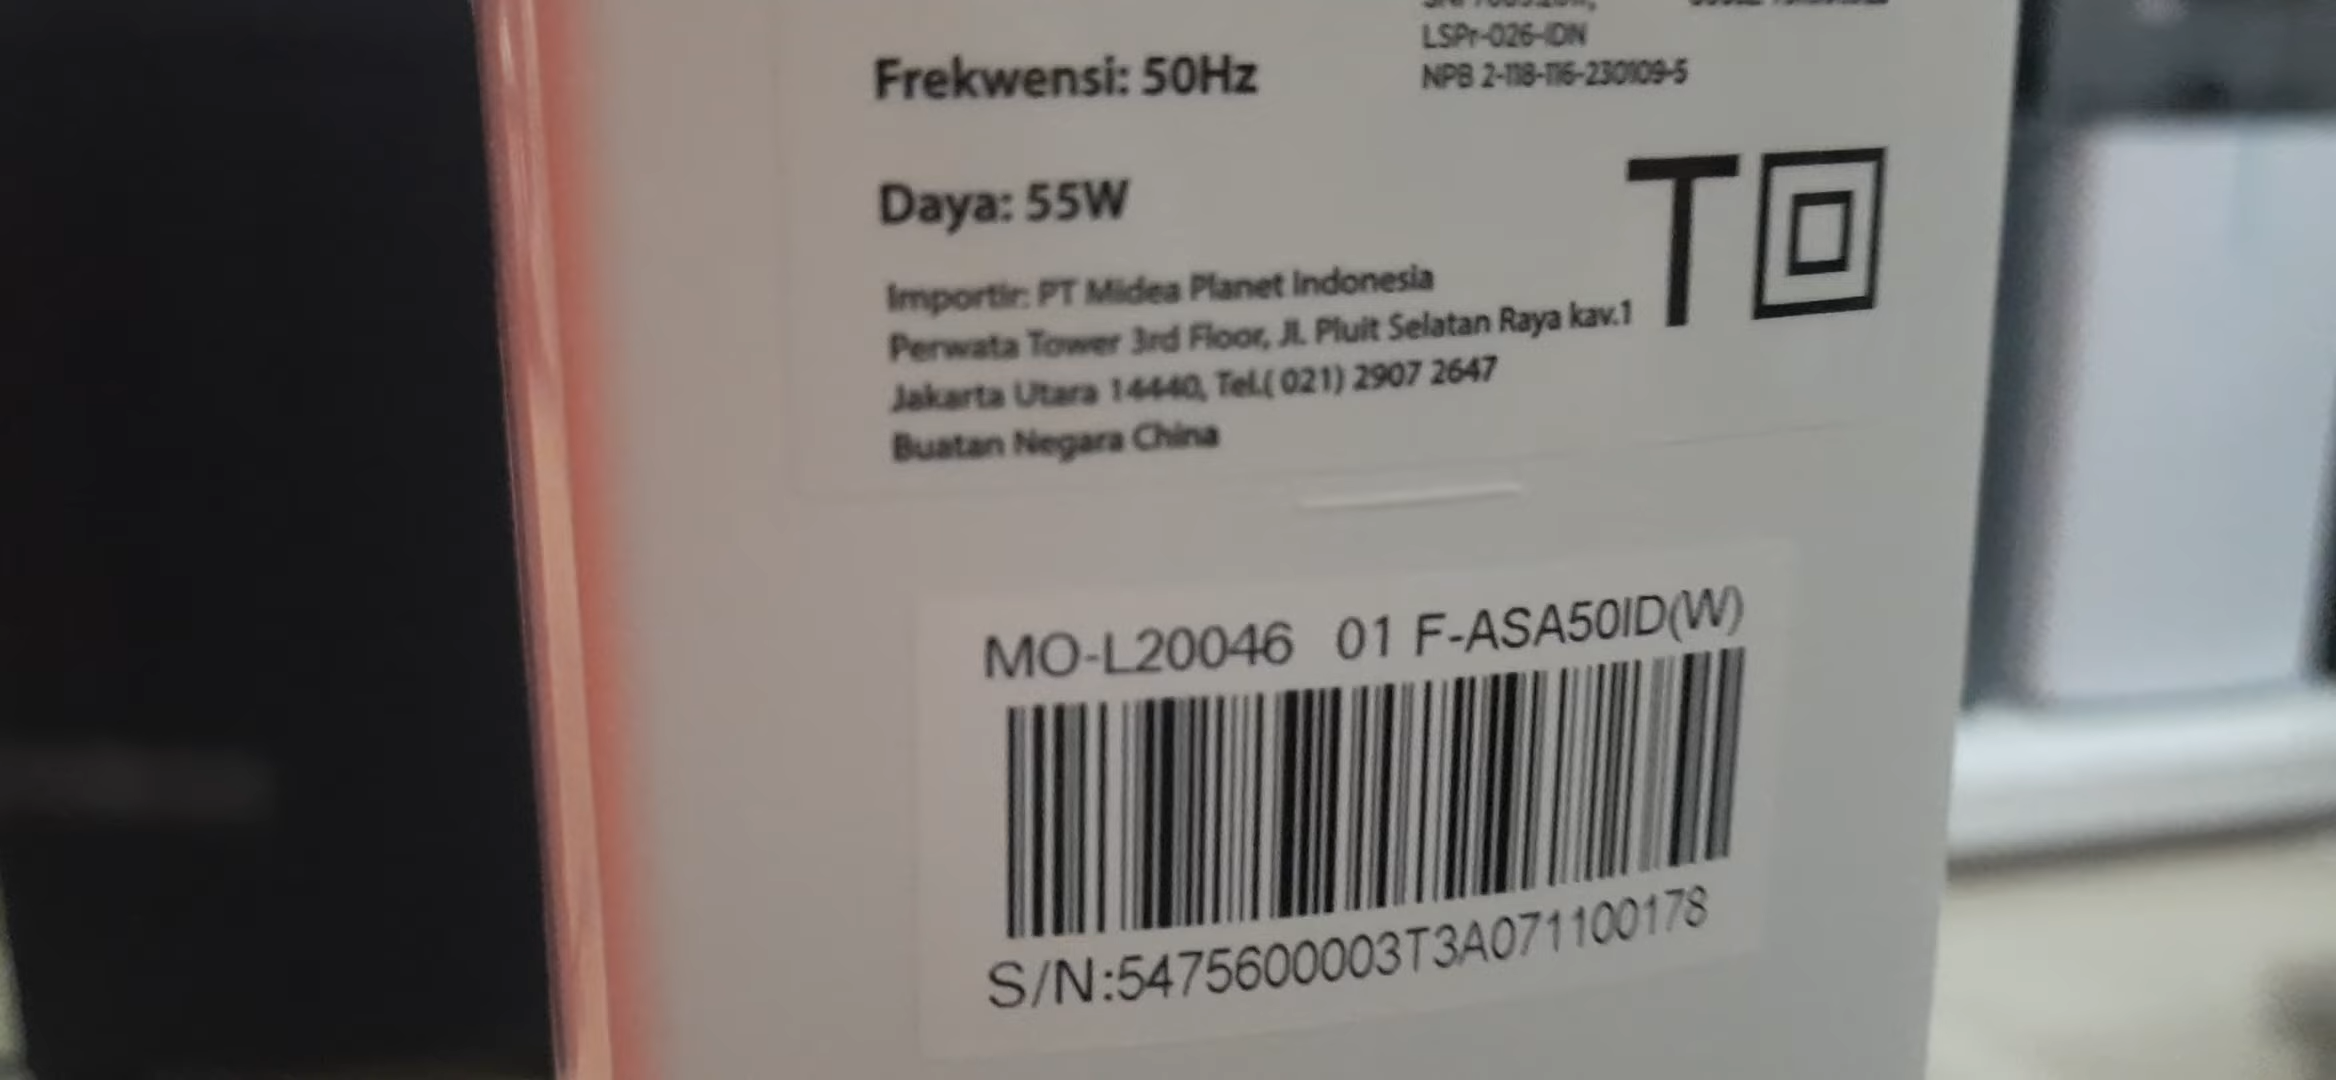 LSPr-026-IDN
NPB 2-118-116-230109-5
Frekwensi: 50Hz
Daya: 55W
T
Importir: PT Midea Planet Indonesia
Perwata Tower 3rd Floor, Jl. Pluit Selatan Raya kav.1
Jakarta Utara 14440, Tel.( 021) 2907 2647
Buatan Negara China
MO-L20046 01 F-ASA50ID(W)
S/N:5475600003T3A071100178